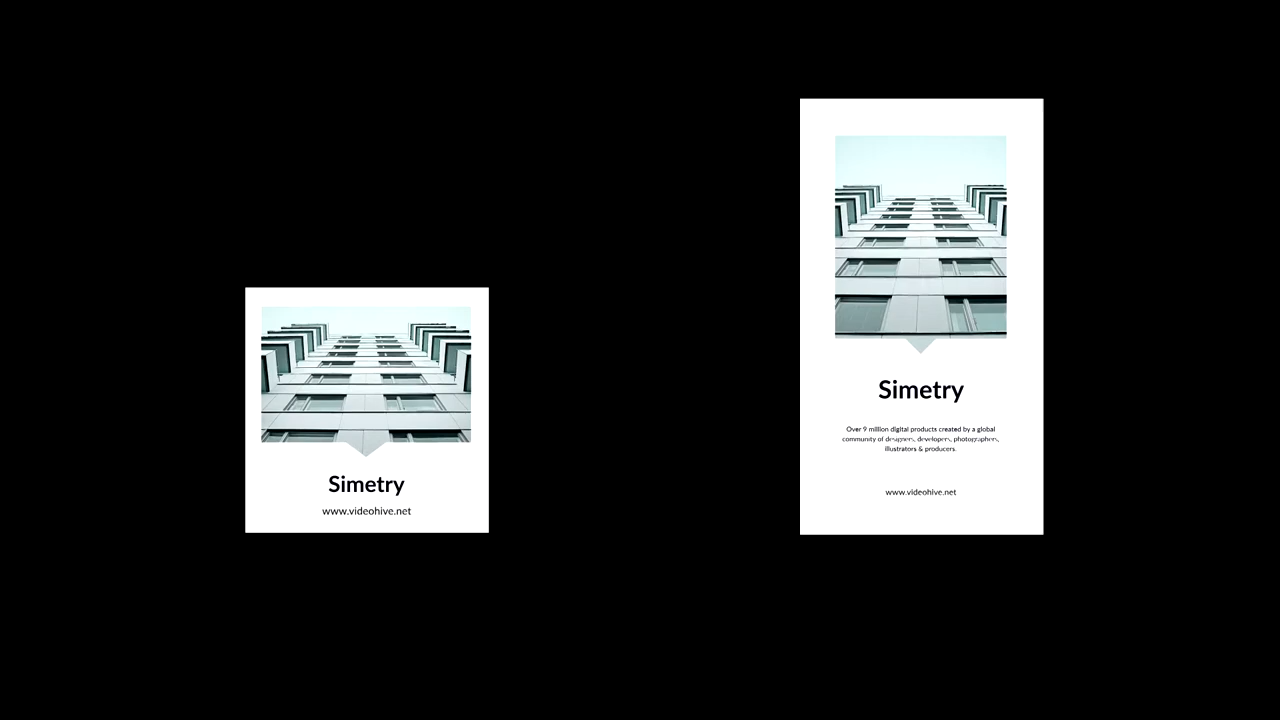 Simetry
www.videohive.net
Simetry
Over 9 million digital products created by a global
community of designers, developers, photographers,
illustrators & producers.
www.videohive.net